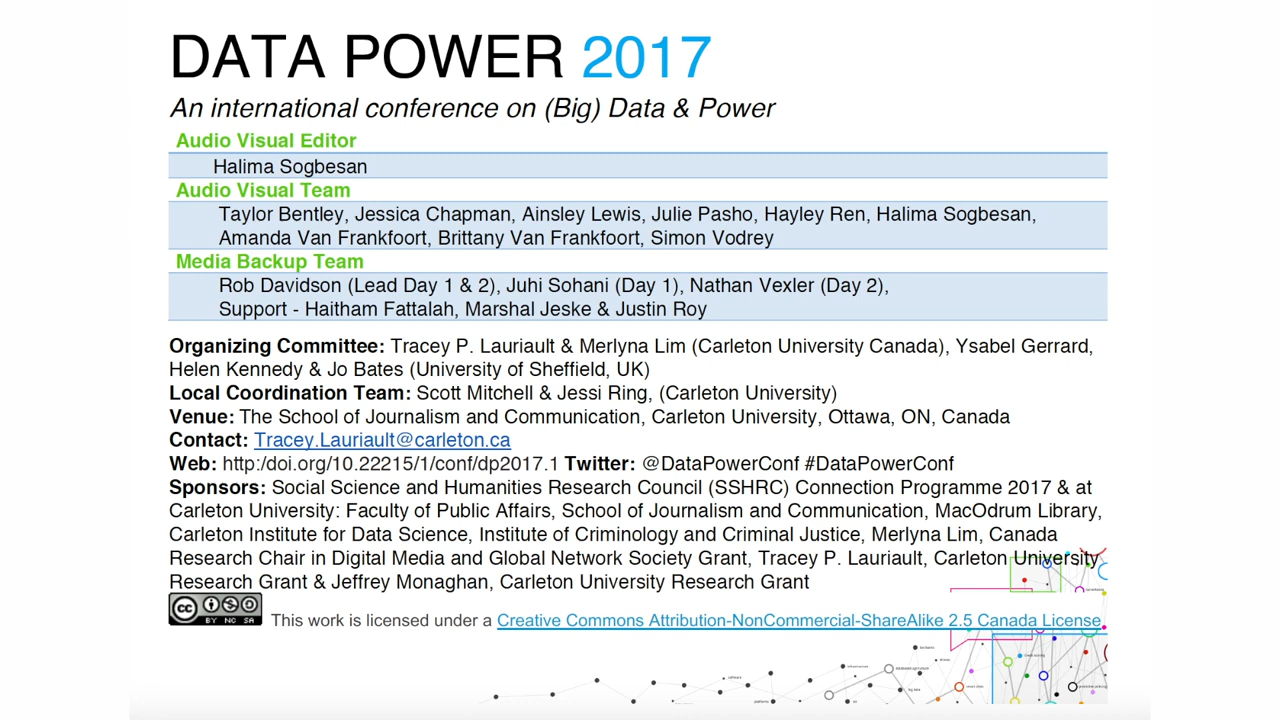 DATA POWER 2017
An international conference on (Big) Data & Power
Audio Visual Editor
Halima Sogbesan
Audio Visual Team
Taylor Bentley, Jessica Chapman, Ainsley Lewis, Julie Pasho, Hayley Ren, Halima Sogbesan,
Amanda Van Frankfoort, Brittany Van Frankfoort, Simon Vodrey
Media Backup Team
Rob Davidson (Lead Day 1 & 2), Juhi Sohani (Day 1), Nathan Vexler (Day 2),
Support - Haitham Fattalah, Marshal Jeske & Justin Roy
Organizing Committee: Tracey P. Lauriault & Merlyna Lim (Carleton University Canada), Ysabel Gerrard,
Helen Kennedy & Jo Bates (University of Sheffield, UK)
Local Coordination Team: Scott Mitchell & Jessi Ring, (Carleton University)
Venue: The School of Journalism and Communication, Carleton University, Ottawa, ON, Canada
Contact: Tracey.Lauriault@carleton.ca
Web: http:/doi.org/10.22215/1/conf/dp2017.1 Twitter: @DataPowerConf #DataPowerConf
Sponsors: Social Science and Humanities Research Council (SSHRC) Connection Programme 2017 & at
Carleton University: Faculty of Public Affairs, School of Journalism and Communication, MacOdrum Library,
Carleton Institute for Data Science, Institute of Criminology and Criminal Justice, Merlyna Lim, Canada
Research Chair in Digital Media and Global Network Society Grant, Tracey P. Lauriault, Carleton University
Research Grant & Jeffrey Monaghan, Carleton University Research Grant
cc BY NC SA
This work is licensed under a Creative Commons Attribution-NonCommercial-ShareAlike 2.5 Canada License